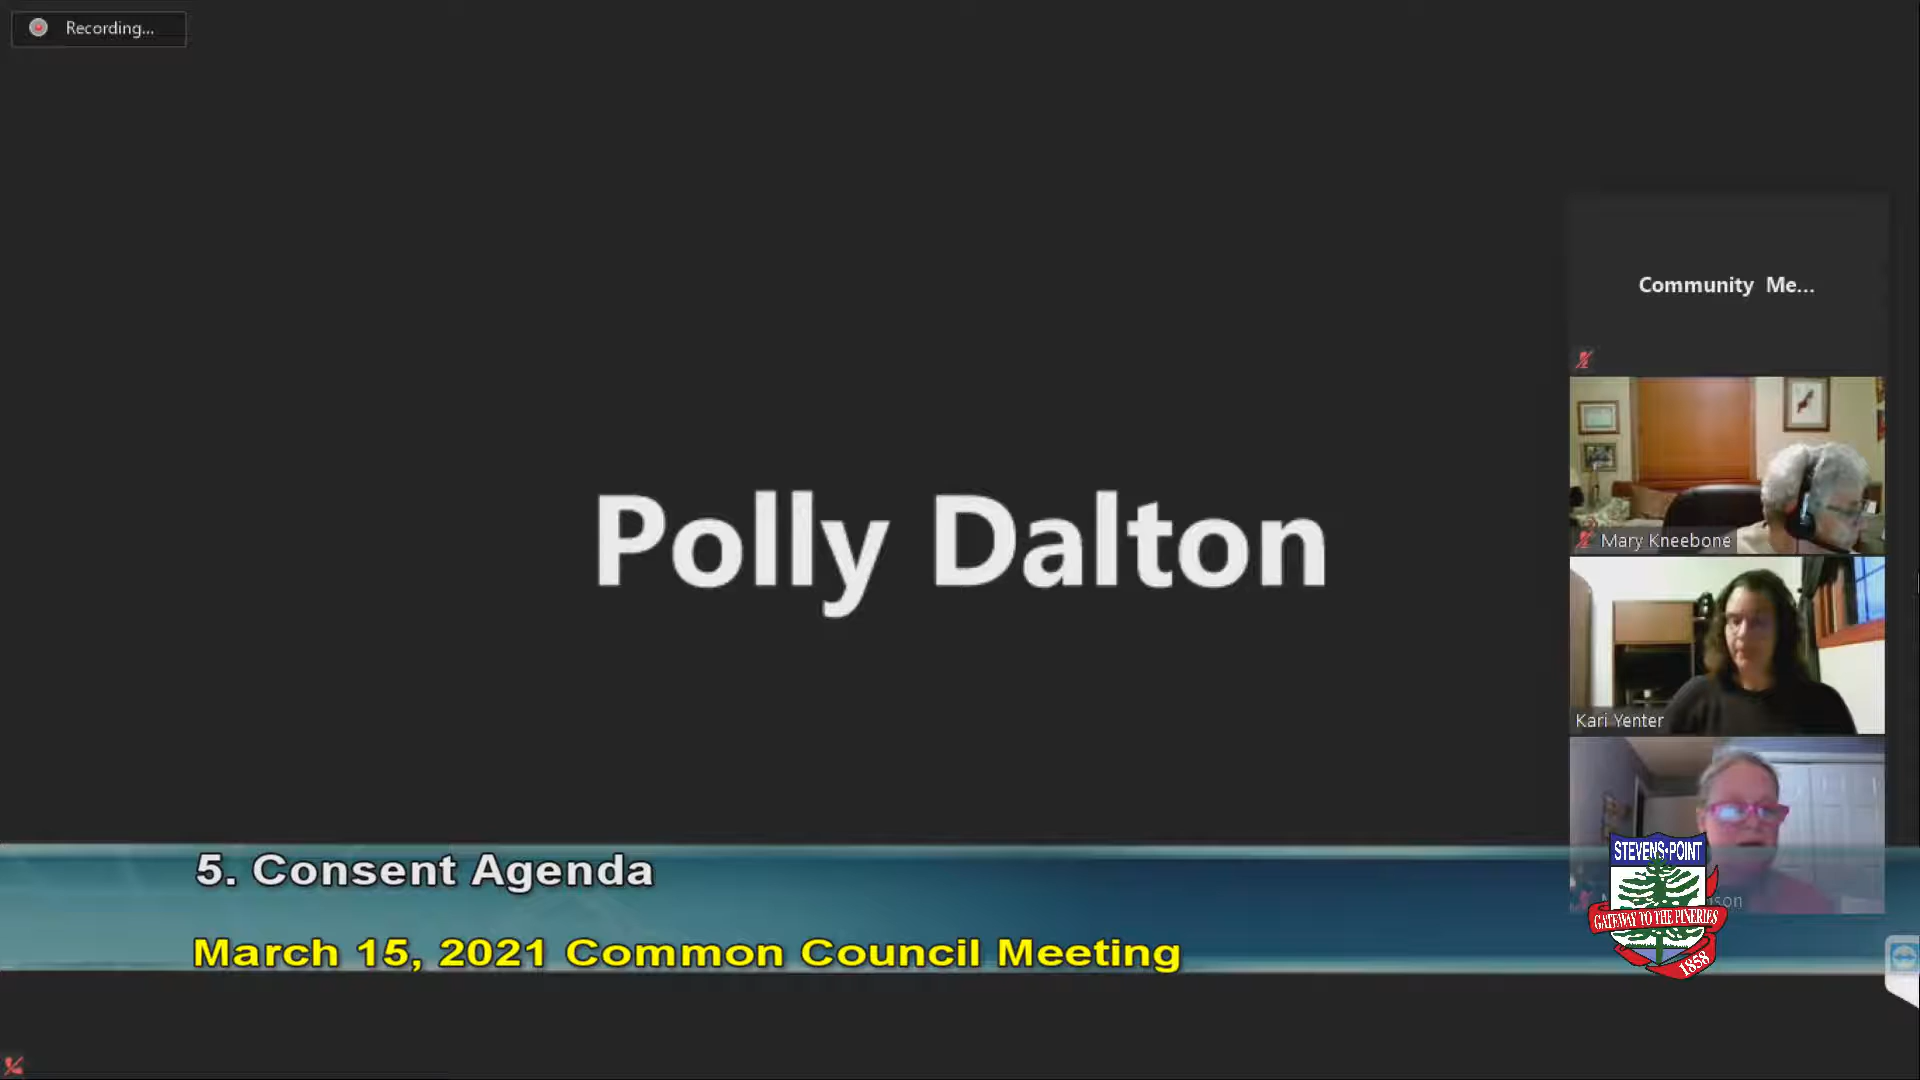 Recording...
Community Me...
Polly Dalton
Mary Kneebone
Kari Yenter
5. Consent Agenda
March 15, 2021 Common Council Meeting
STEVENS•POINT
GATEWAY TO THE PINERIES
1858